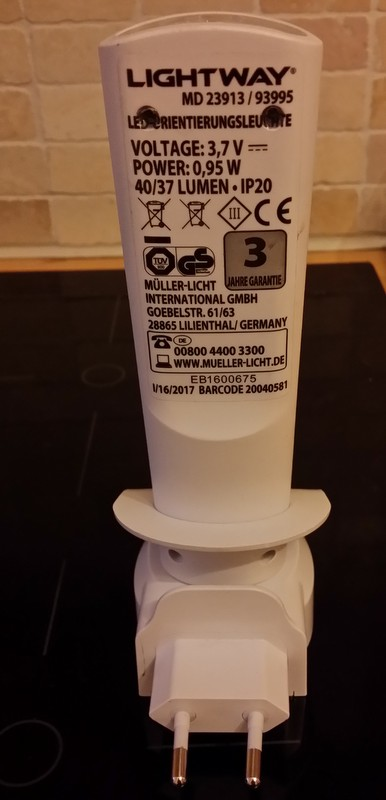 LIGHTWAY®
MD 23913 / 93995
LED-ORIENTIERUNGSLEUCHTE
VOLTAGE: 3,7 V ⎓
POWER: 0,95 W
40/37 LUMEN • IP20
III CE
TÜV GS
3
JAHRE GARANTIE
MÜLLER-LICHT
INTERNATIONAL GMBH
GOEBELSTR. 61/63
28865 LILIENTHAL/ GERMANY
DE
00800 4400 3300
WWW.MUELLER-LICHT.DE
EB1600675
I/16/2017 BARCODE 20040581